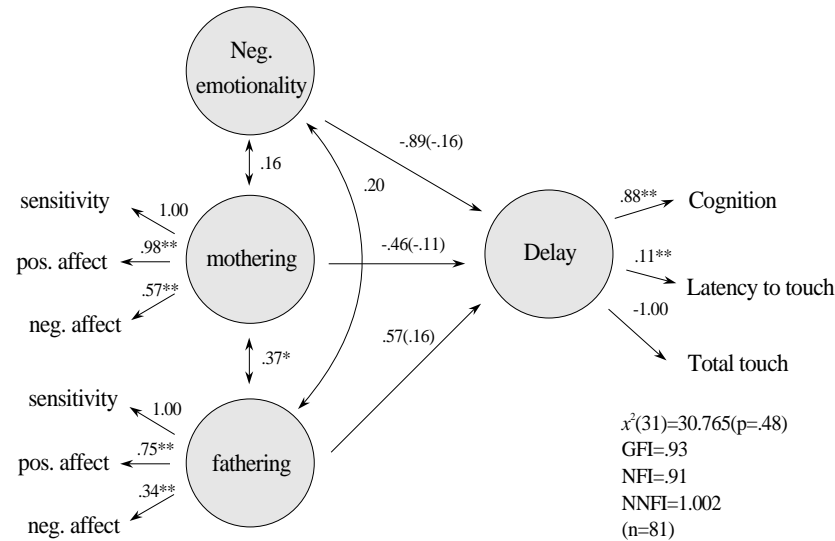 Neg.
emotionality
-.89(-.16)
.16
.20
sensitivity
1.00
.88**
Cognition
pos. affect
.98**
mothering
-.46(-.11)
Delay
.11**
Latency to touch
.57**
neg. affect
-1.00
.37*
.57(.16)
Total touch
sensitivity
1.00
x²(31)=30.765(p=.48)
pos. affect
.75**
fathering
GFI=.93
NFI=.91
.34**
NNFI=1.002
neg. affect
(n=81)